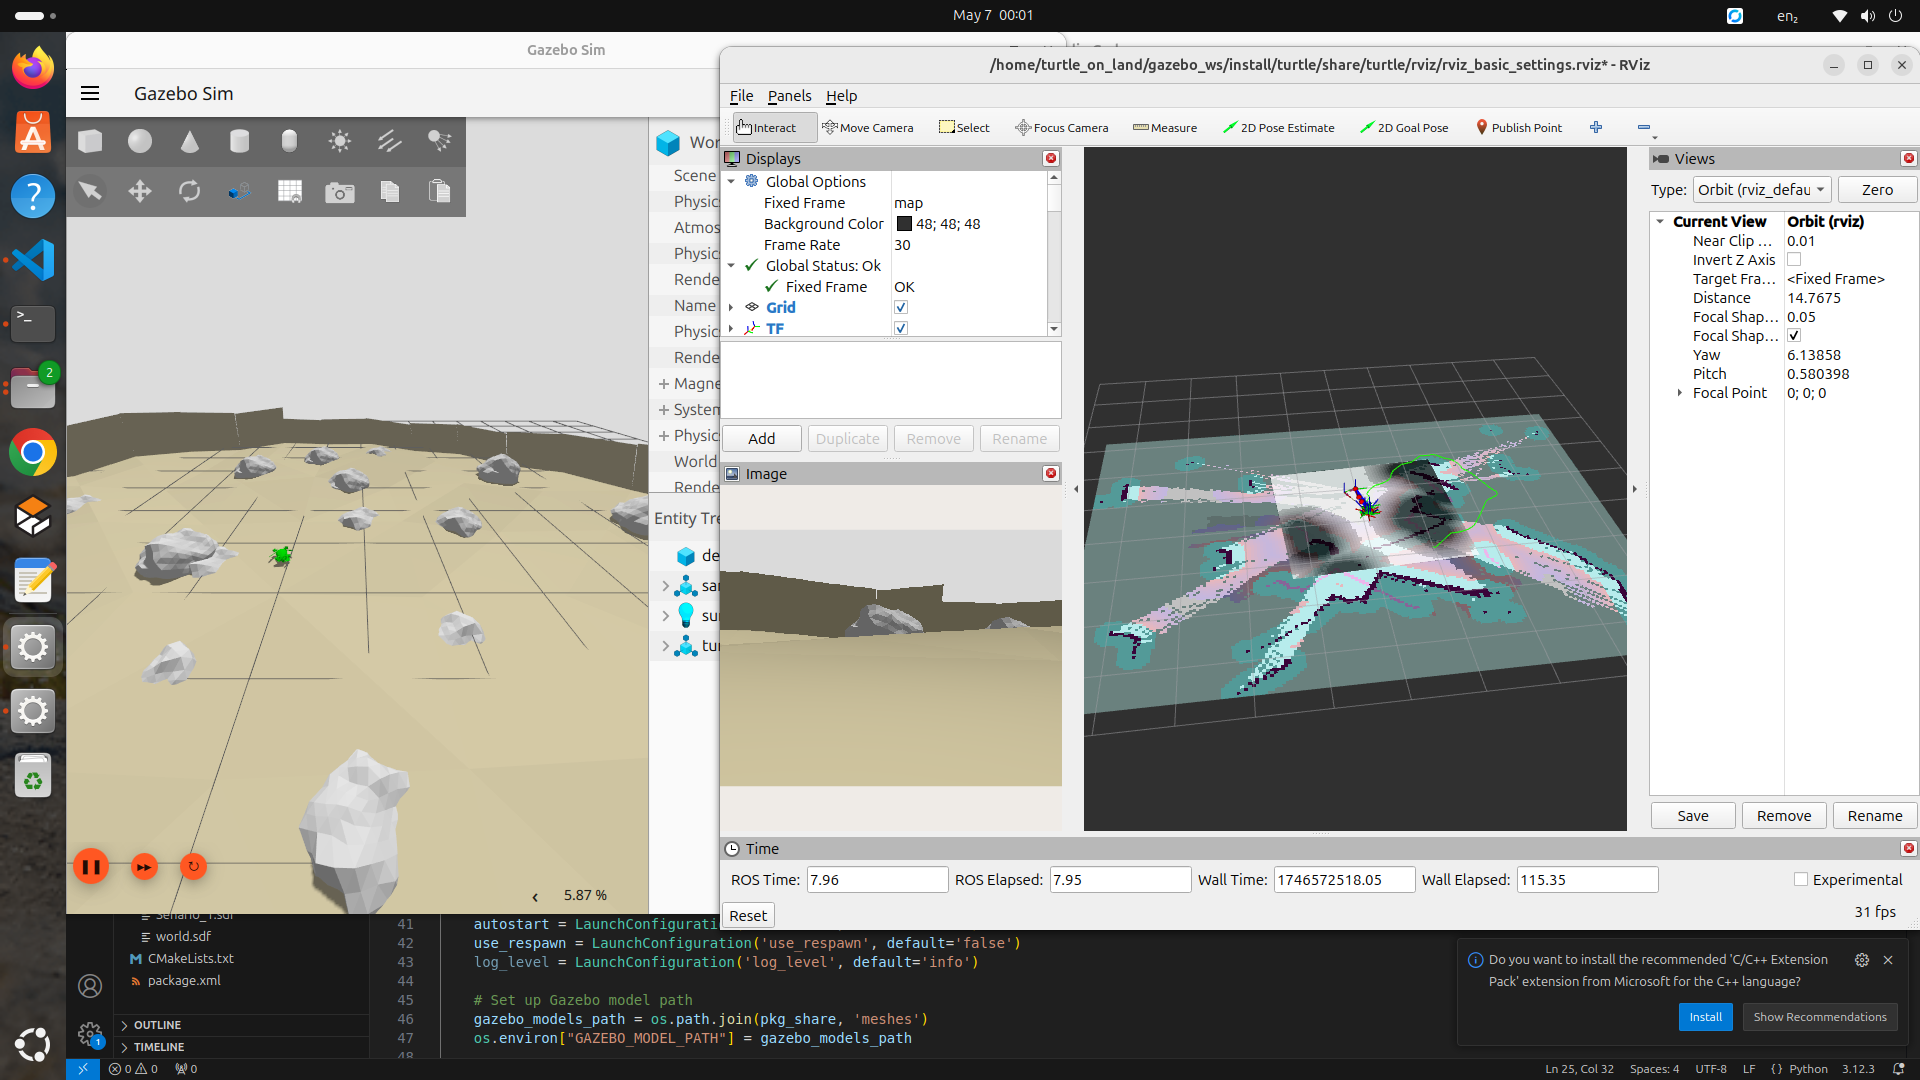 May 7 00:01
en₂
Gazebo Sim
Gazebo Sim
/home/turtle_on_land/gazebo_ws/install/turtle/share/turtle/rviz/rviz_basic_settings.rviz* - RViz
File Panels Help
Interact Move Camera Select Focus Camera Measure 2D Pose Estimate 2D Goal Pose Publish Point
Displays
Global Options
Fixed Frame map
Background Color 48; 48; 48
Frame Rate 30
Global Status: Ok
Fixed Frame OK
Grid
TF
Add Duplicate Remove Rename
Image
Views
Type: Orbit (rviz_defau Zero
Current View Orbit (rviz)
Near Clip ... 0.01
Invert Z Axis
Target Fra... <Fixed Frame>
Distance 14.7675
Focal Shap... 0.05
Focal Shap...
Yaw 6.13858
Pitch 0.580398
Focal Point 0; 0; 0
Save Remove Rename
Time
ROS Time: 7.96 ROS Elapsed: 7.95 Wall Time: 1746572518.05 Wall Elapsed: 115.35 Experimental
Reset
31 fps
Wor
Scene
Physic
Atmos
Physic
Rende
Name
Physic
Rende
Magne
System
Physic
World
Render
Entity Tre
de
sa
su
tur
5.87 %
2
world.sdf
CMakeLists.txt
package.xml
OUTLINE
TIMELINE
1
41 autostart = LaunchConfigurati
42 use_respawn = LaunchConfiguration('use_respawn', default='false')
43 log_level = LaunchConfiguration('log_level', default='info')
44
45 # Set up Gazebo model path
46 gazebo_models_path = os.path.join(pkg_share, 'meshes')
47 os.environ["GAZEBO_MODEL_PATH"] = gazebo_models_path
48
Do you want to install the recommended 'C/C++ Extension
Pack' extension from Microsoft for the C++ language?
Install Show Recommendations
0 0 0
Ln 25, Col 32 Spaces: 4 UTF-8 LF {} Python 3.12.3